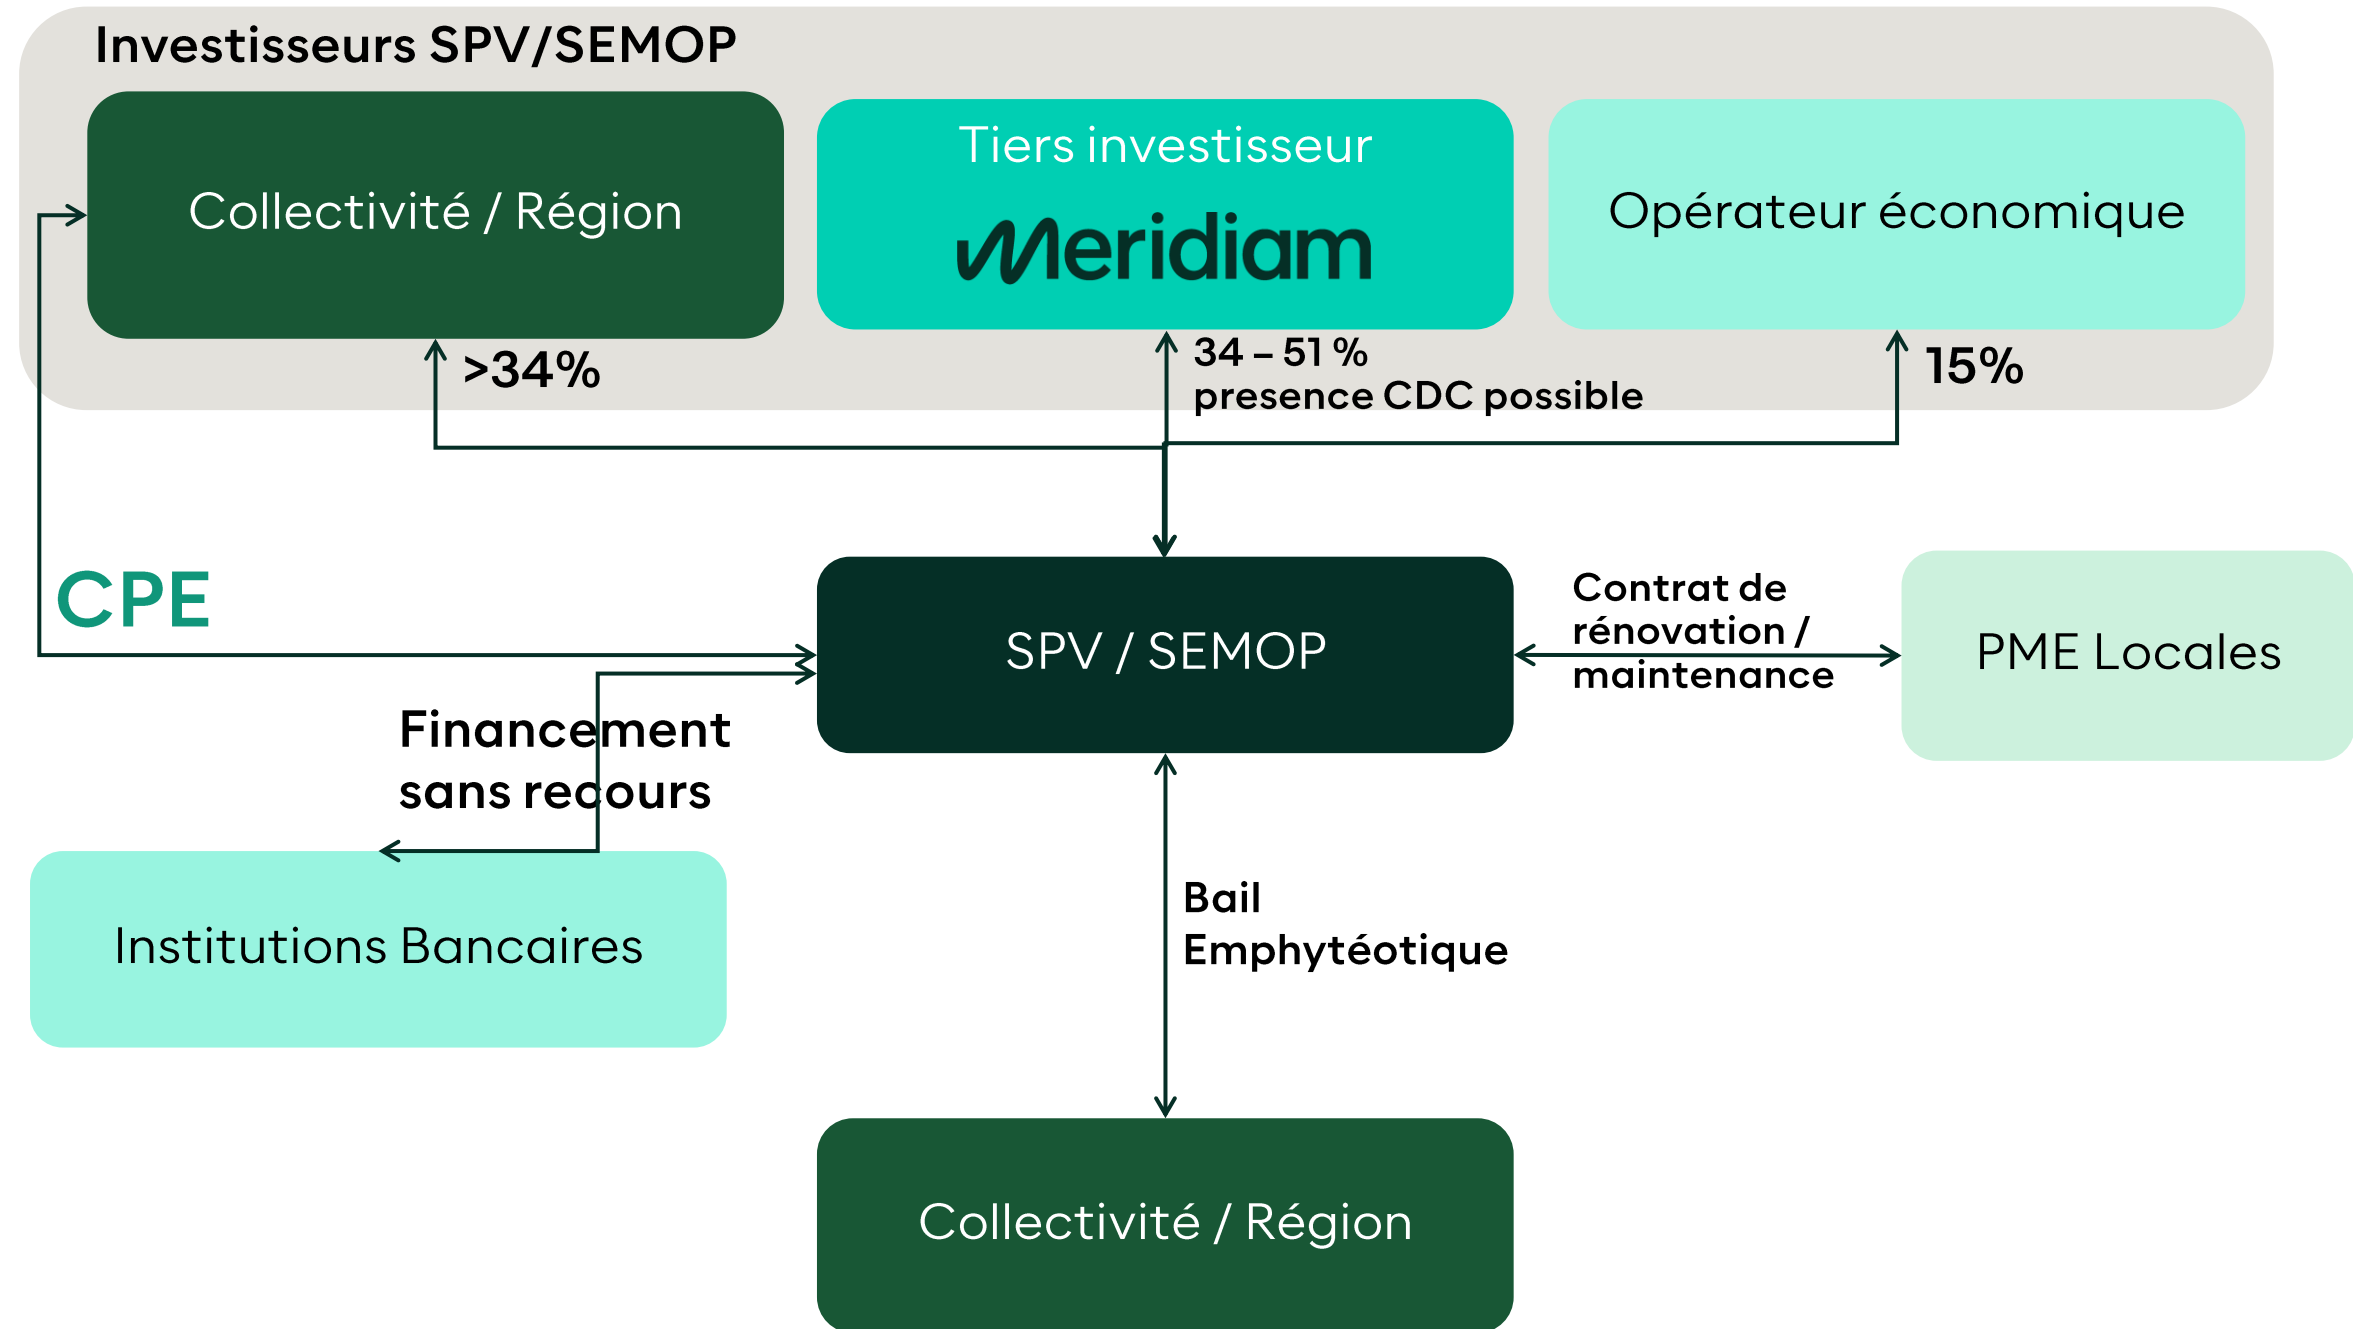 Investisseurs SPV/SEMOP
Collectivité / Région
Tiers investisseur
Meridiam
Opérateur économique
>34%
34 – 51 %
presence CDC possible
15%
CPE
SPV / SEMOP
Contrat de
rénovation /
maintenance
PME Locales
Financement
sans recours
Institutions Bancaires
Bail
Emphytéotique
Collectivité / Région